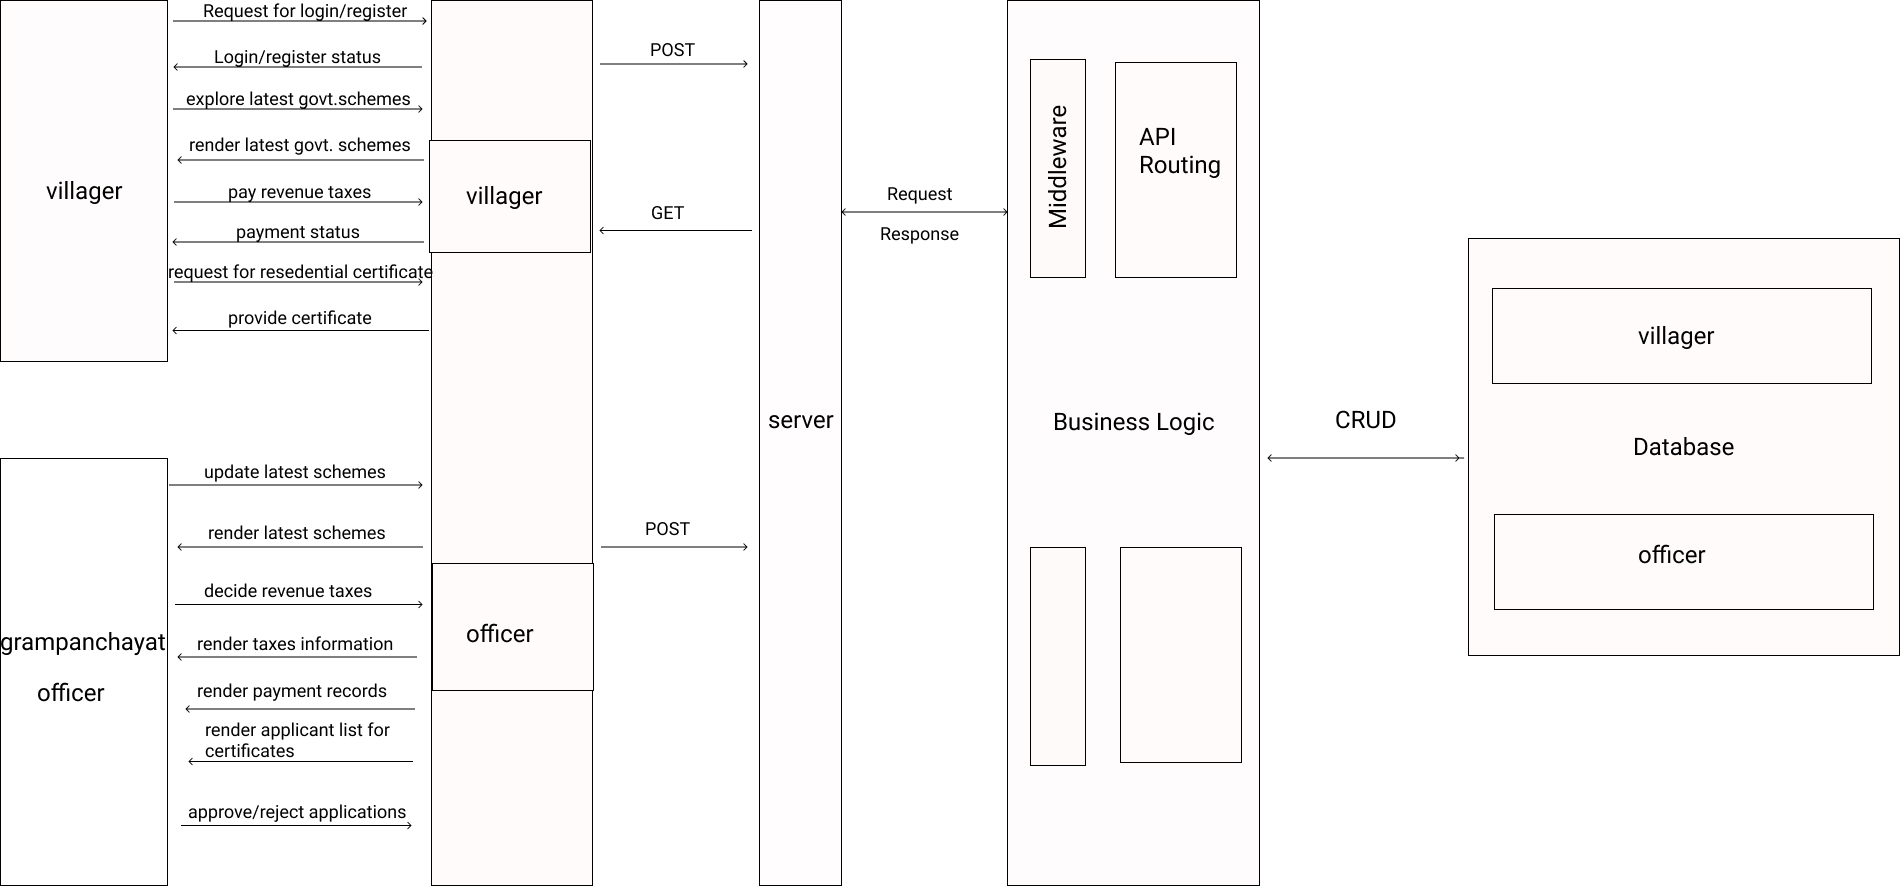 Request for login/register
Login/register status
explore latest govt.schemes
render latest govt. schemes
villager
pay revenue taxes
payment status
request for resedential certificate
provide certificate
villager
POST
GET
server
Request
Response
Middleware
API
Routing
Business Logic
CRUD
villager
Database
officer
update latest schemes
render latest schemes
decide revenue taxes
grampanchayat
officer
render taxes information
render payment records
render applicant list for
certificates
approve/reject applications
officer
POST